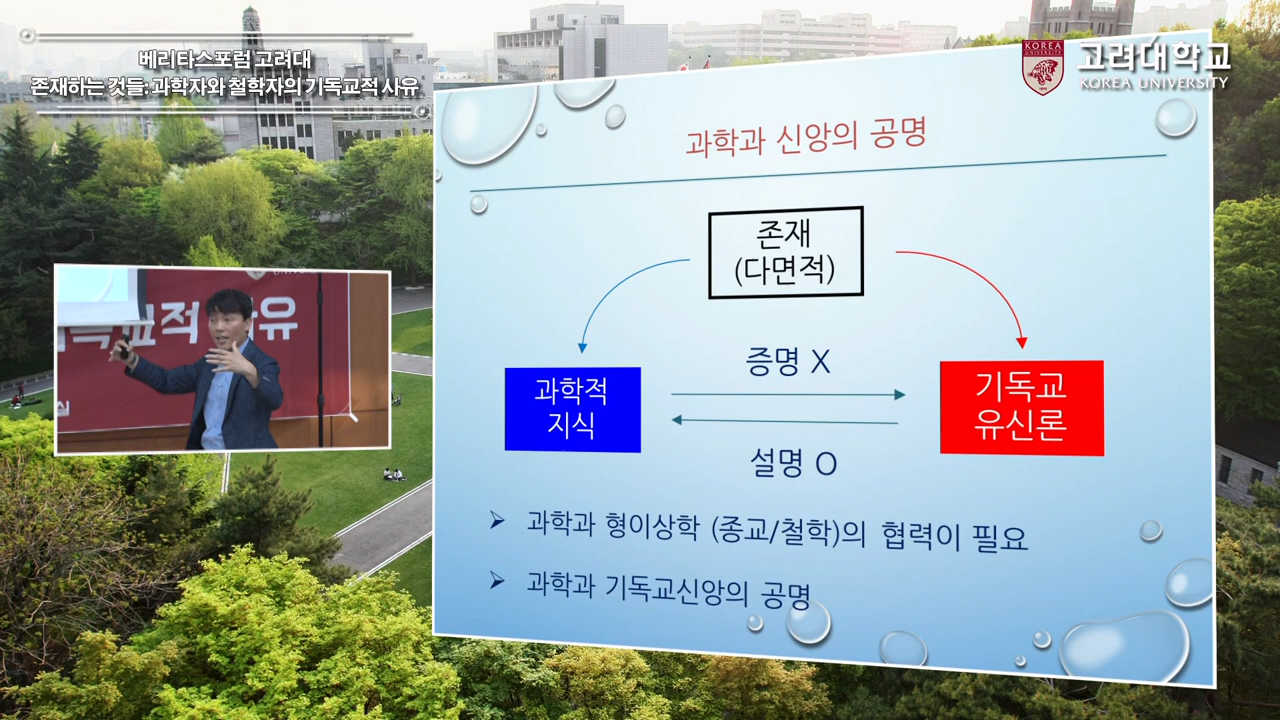 베리타스포럼 고려대
존재하는 것들: 과학자와 철학자의 기독교적 사유
KOREA
UNIVERSITY
1905
고려대학교
KOREA UNIVERSITY
과학과 신앙의 공명
존재
(다면적)
증명 X
과학적
지식
기독교
유신론
설명 O
➢ 과학과 형이상학 (종교/철학)의 협력이 필요
➢ 과학과 기독교신앙의 공명